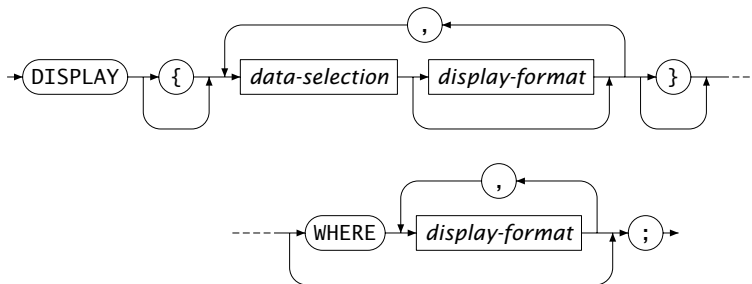 ,
DISPLAY { data-selection display-format }
,
WHERE display-format ;